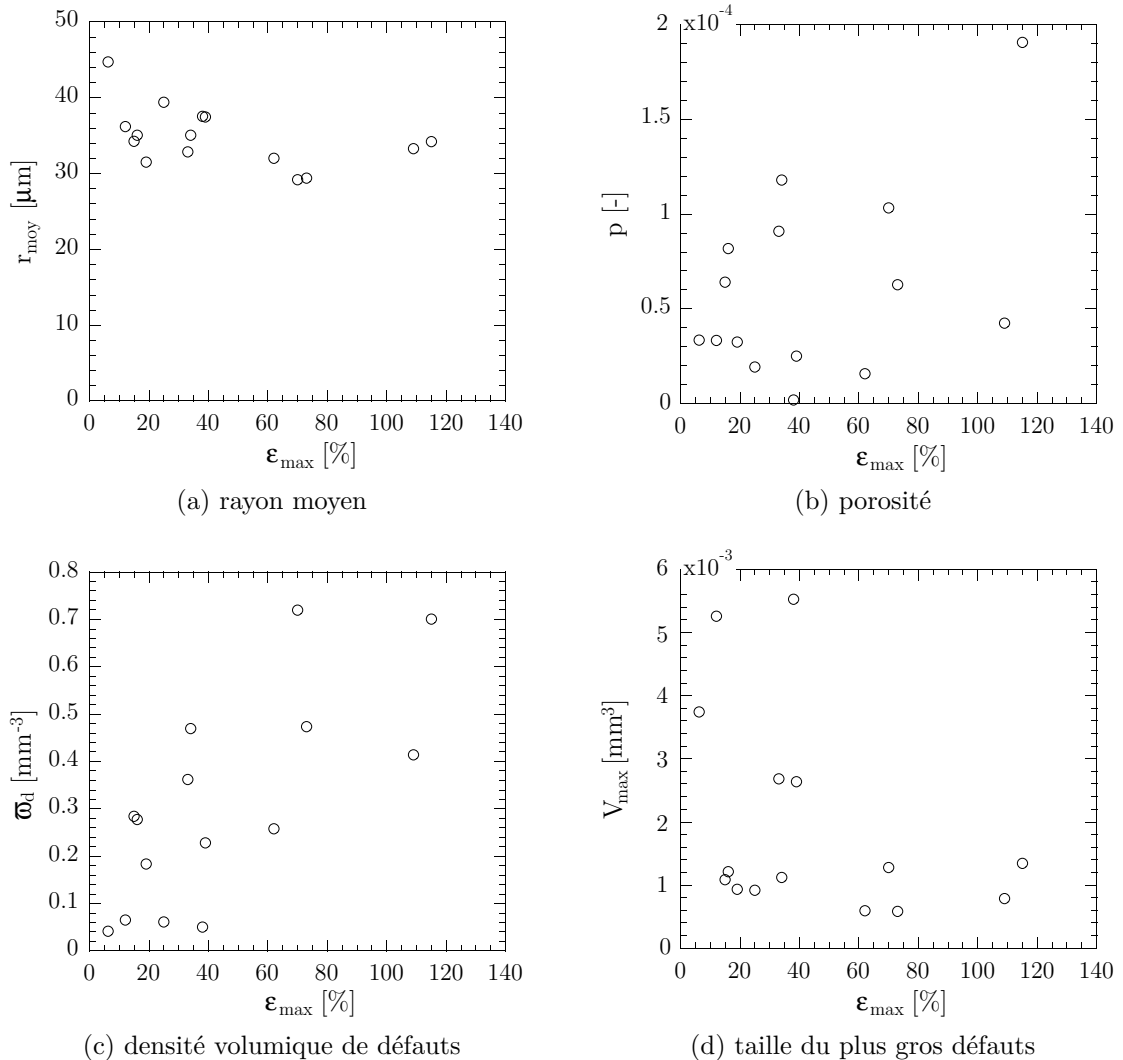 50
40
30
20
10
0
r_moy [µm]
0 20 40 60 80 100 120 140
ε_max [%]
(a) rayon moyen
x10^-4
2
1.5
1
0.5
0
p [-]
0 20 40 60 80 100 120 140
ε_max [%]
(b) porosité
0.8
0.7
0.6
0.5
0.4
0.3
0.2
0.1
0
ϖ_d [mm^-3]
0 20 40 60 80 100 120 140
ε_max [%]
(c) densité volumique de défauts
x10^-3
6
5
4
3
2
1
0
V_max [mm³]
0 20 40 60 80 100 120 140
ε_max [%]
(d) taille du plus gros défauts